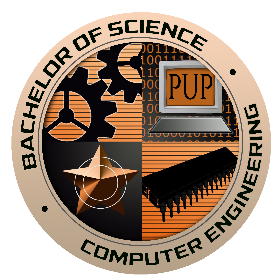 BACHELOR OF SCIENCE
PUP
COMPUTER ENGINEERING